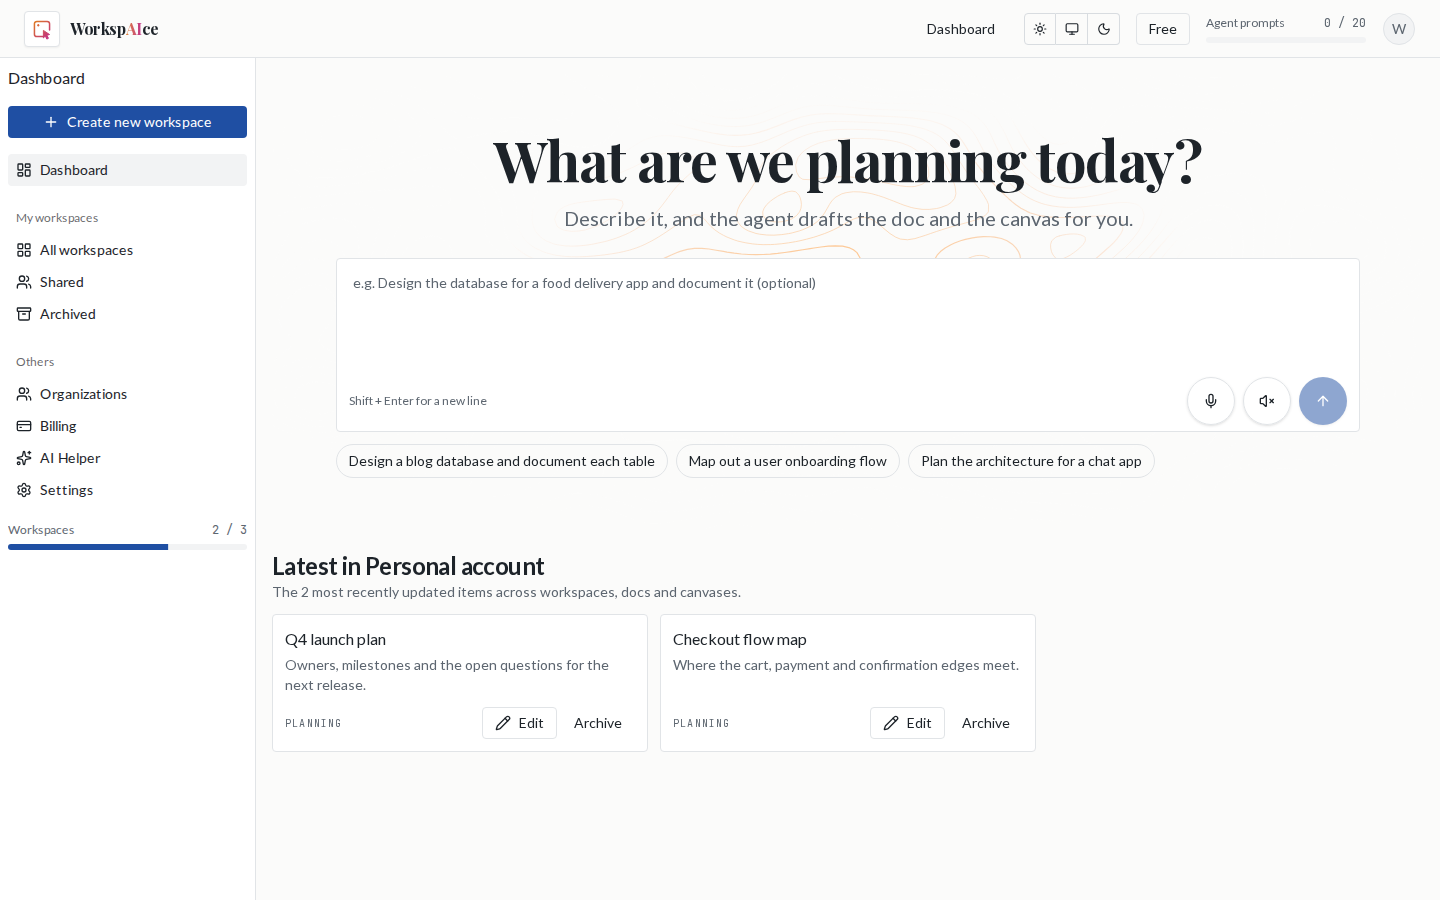 WorkspAIce
Dashboard
Free
Agent prompts
0 / 20
W
Dashboard
Create new workspace
Dashboard
My workspaces
All workspaces
Shared
Archived
Others
Organizations
Billing
AI Helper
Settings
Workspaces
2 / 3
What are we planning today?
Describe it, and the agent drafts the doc and the canvas for you.
e.g. Design the database for a food delivery app and document it (optional)
Shift + Enter for a new line
Design a blog database and document each table
Map out a user onboarding flow
Plan the architecture for a chat app
Latest in Personal account
The 2 most recently updated items across workspaces, docs and canvases.
Q4 launch plan
Owners, milestones and the open questions for the
next release.
PLANNING
Edit
Archive
Checkout flow map
Where the cart, payment and confirmation edges meet.
PLANNING
Edit
Archive